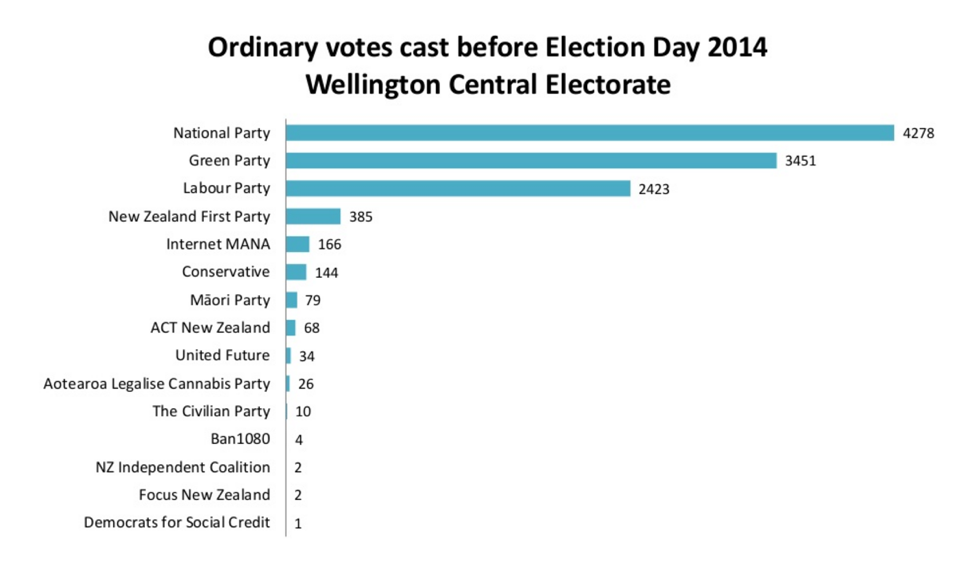 Ordinary votes cast before Election Day 2014
Wellington Central Electorate
National Party 4278
Green Party 3451
Labour Party 2423
New Zealand First Party 385
Internet MANA 166
Conservative 144
Māori Party 79
ACT New Zealand 68
United Future 34
Aotearoa Legalise Cannabis Party 26
The Civilian Party 10
Ban1080 4
NZ Independent Coalition 2
Focus New Zealand 2
Democrats for Social Credit 1